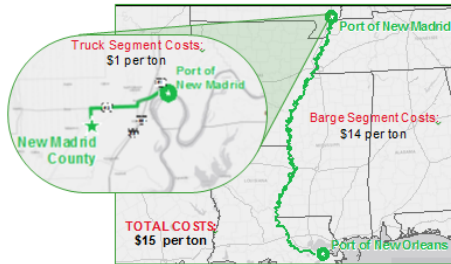 Truck Segment Costs:
$1 per ton
Port of
New Madrid
New Madrid
County
Port of New Madrid
Barge Segment Costs:
$14 per ton
TOTAL COSTS:
$15 per ton
Port of New Orleans